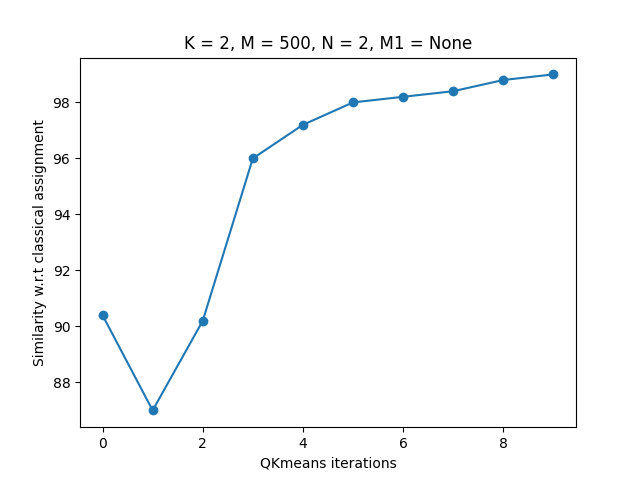 K = 2, M = 500, N = 2, M1 = None
Similarity w.r.t classical assignment
98
96
94
92
90
88
0 2 4 6 8
QKmeans iterations